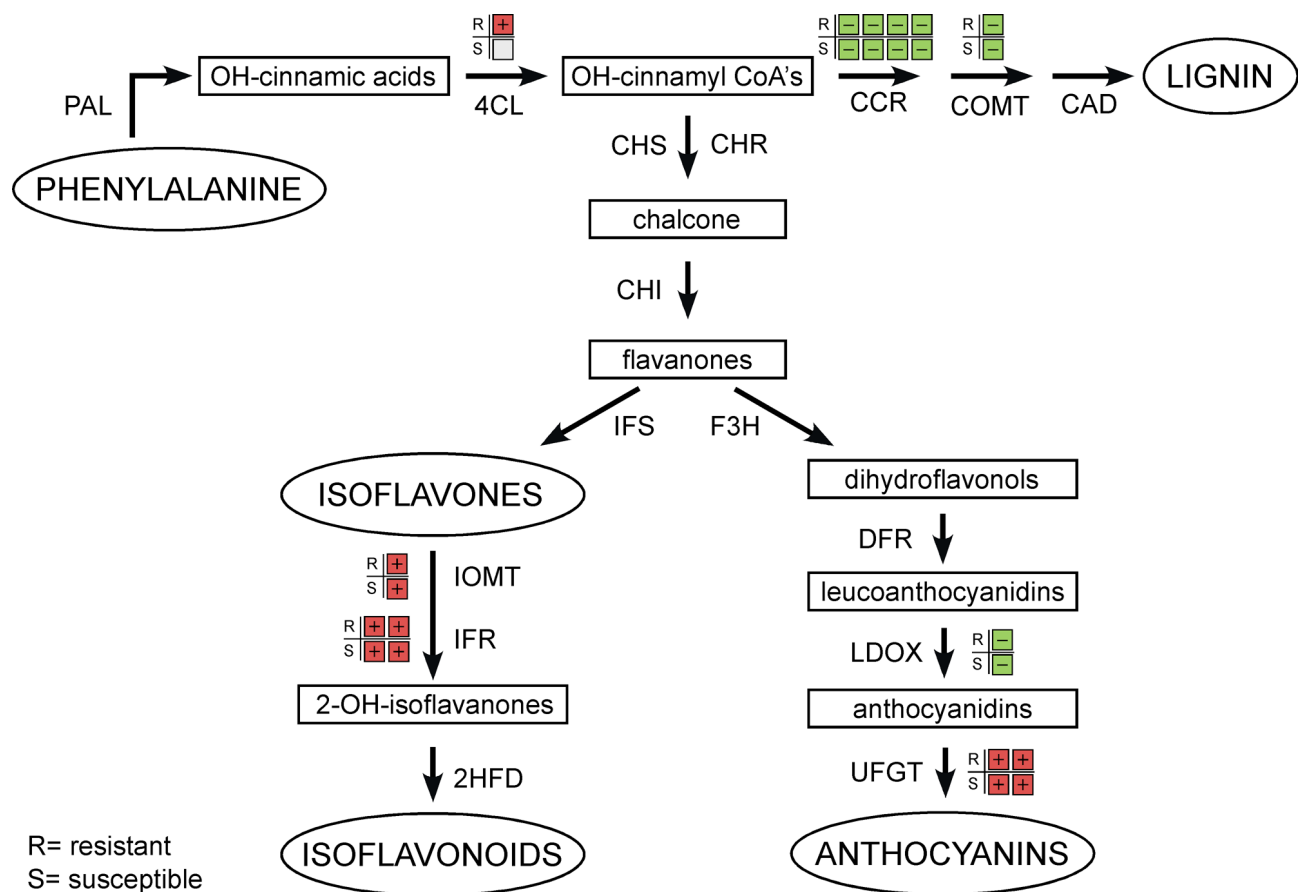 R + – – – – –
S – – – – –
OH-cinnamic acids
OH-cinnamyl CoA's
LIGNIN
PAL
4CL
CCR
COMT
CAD
PHENYLALANINE
CHS
CHR
chalcone
CHI
flavanones
IFS
F3H
ISOFLAVONES
dihydroflavonols
R +
S +
IOMT
DFR
leucoanthocyanidins
R + +
S + +
IFR
LDOX
R –
S –
2-OH-isoflavanones
anthocyanidins
2HFD
UFGT
R + +
S + +
ISOFLAVONOIDS
ANTHOCYANINS
R= resistant
S= susceptible